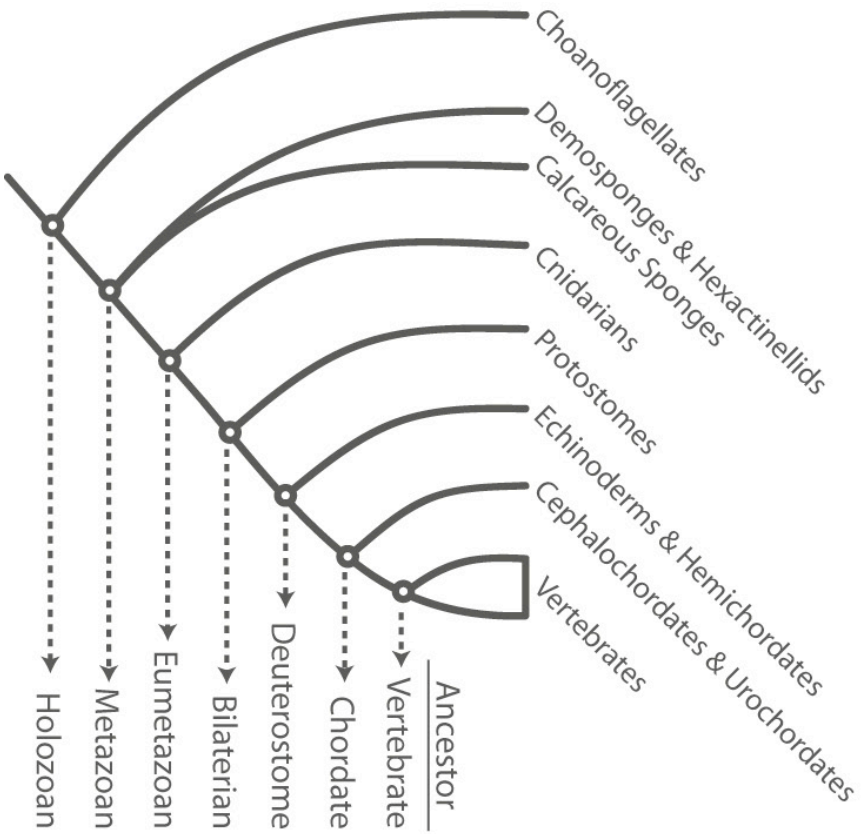 Choanoflagellates
Demosponges & Hexactinellids
Calcareous Sponges
Cnidarians
Protostomes
Echinoderms & Hemichordates
Cephalochordates & Urochordates
Vertebrates
Ancestor
Vertebrate
Chordate
Deuterostome
Bilaterian
Eumetazoan
Metazoan
Holozoan